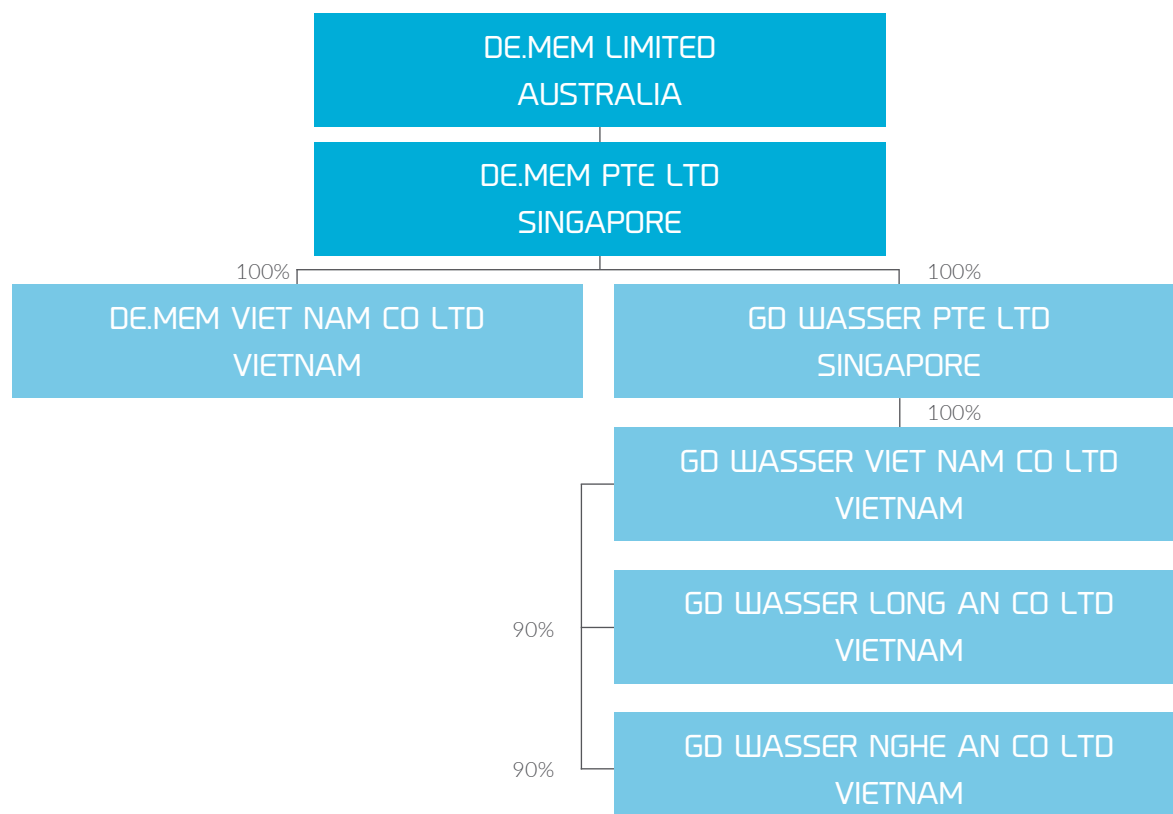 DE.MEM LIMITED
AUSTRALIA
DE.MEM PTE LTD
SINGAPORE
100%
100%
DE.MEM VIET NAM CO LTD
VIETNAM
GD WASSER PTE LTD
SINGAPORE
100%
GD WASSER VIET NAM CO LTD
VIETNAM
GD WASSER LONG AN CO LTD
VIETNAM
90%
GD WASSER NGHE AN CO LTD
VIETNAM
90%